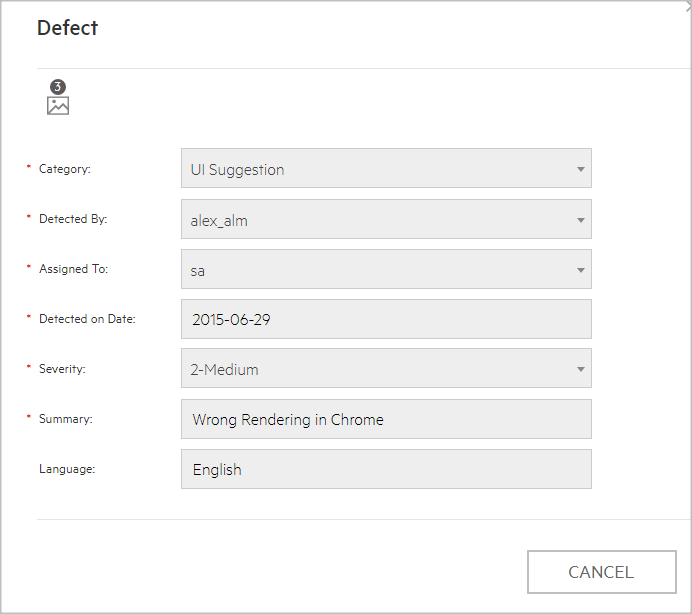 Defect
3
* Category: UI Suggestion
* Detected By: alex_alm
* Assigned To: sa
* Detected on Date: 2015-06-29
* Severity: 2-Medium
* Summary: Wrong Rendering in Chrome
Language: English
CANCEL